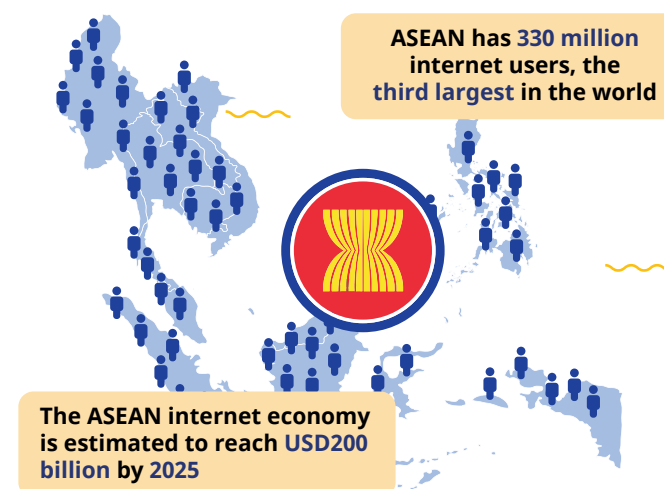 ASEAN has 330 million
internet users, the
third largest in the world
The ASEAN internet economy
is estimated to reach USD200
billion by 2025